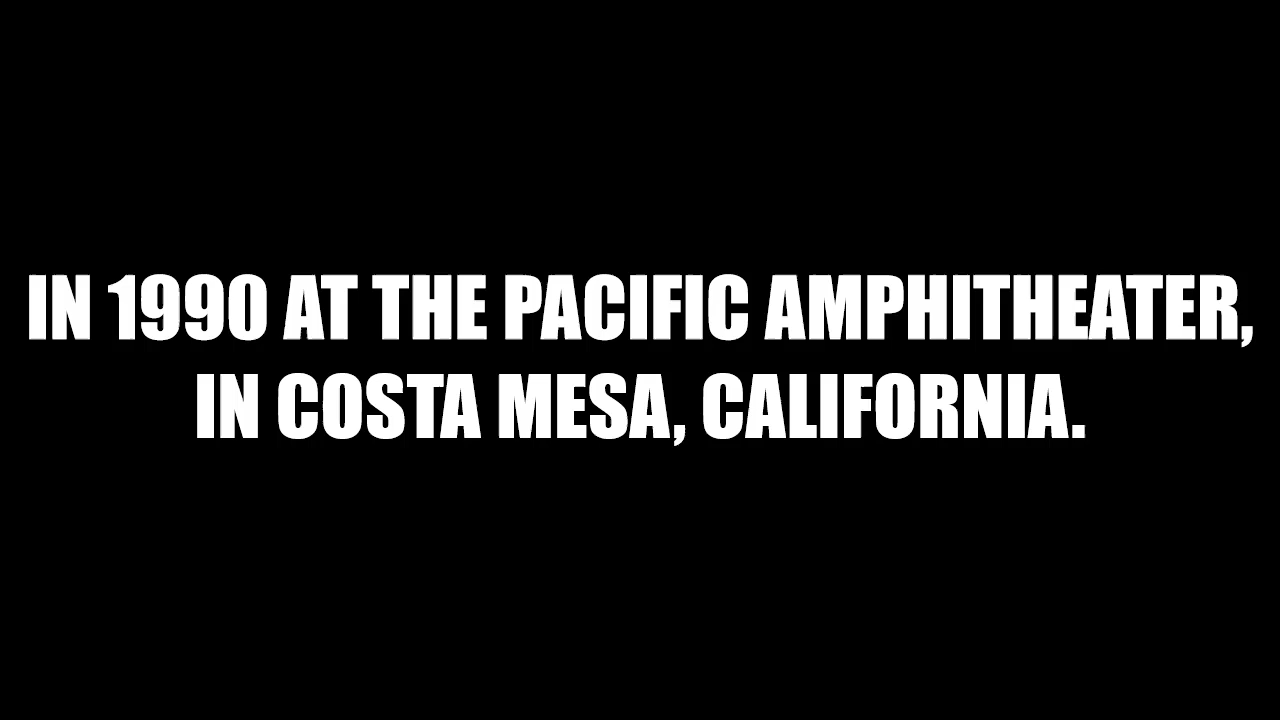 IN 1990 AT THE PACIFIC AMPHITHEATER,
IN COSTA MESA, CALIFORNIA.